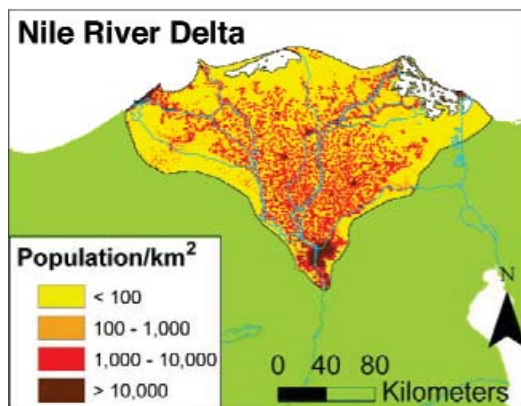 Nile River Delta
Population/km²
< 100
100 - 1,000
1,000 - 10,000
> 10,000
N
0 40 80
Kilometers